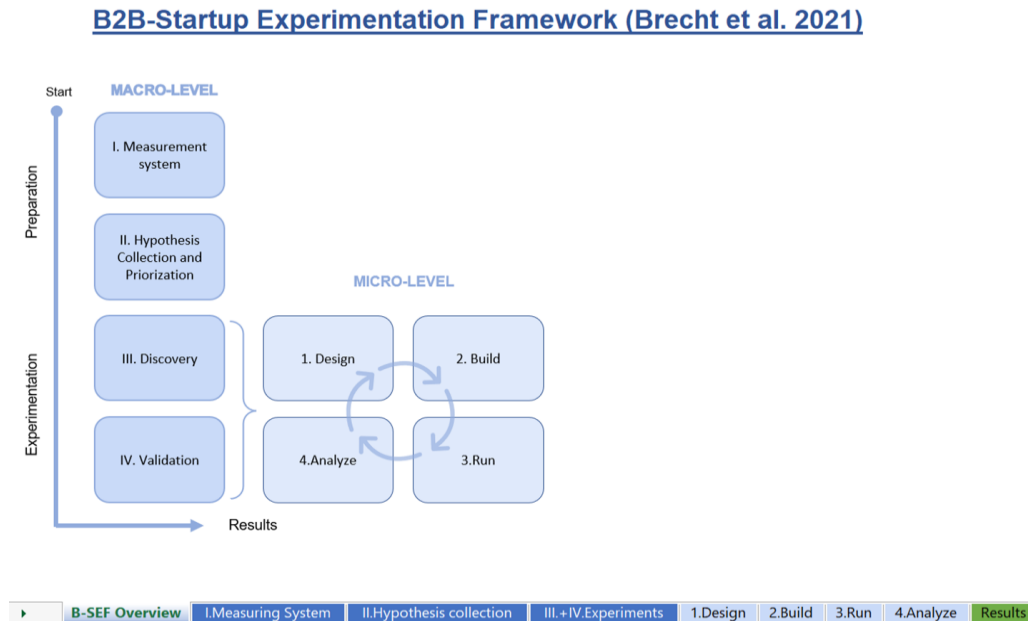 B2B-Startup Experimentation Framework (Brecht et al. 2021)
Start
MACRO-LEVEL
Preparation
I. Measurement
system
II. Hypothesis
Collection and
Priorization
MICRO-LEVEL
Experimentation
III. Discovery
1. Design
2. Build
IV. Validation
4.Analyze
3.Run
Results
B-SEF Overview
I.Measuring System
II.Hypothesis collection
III.+IV.Experiments
1.Design
2.Build
3.Run
4.Analyze
Results